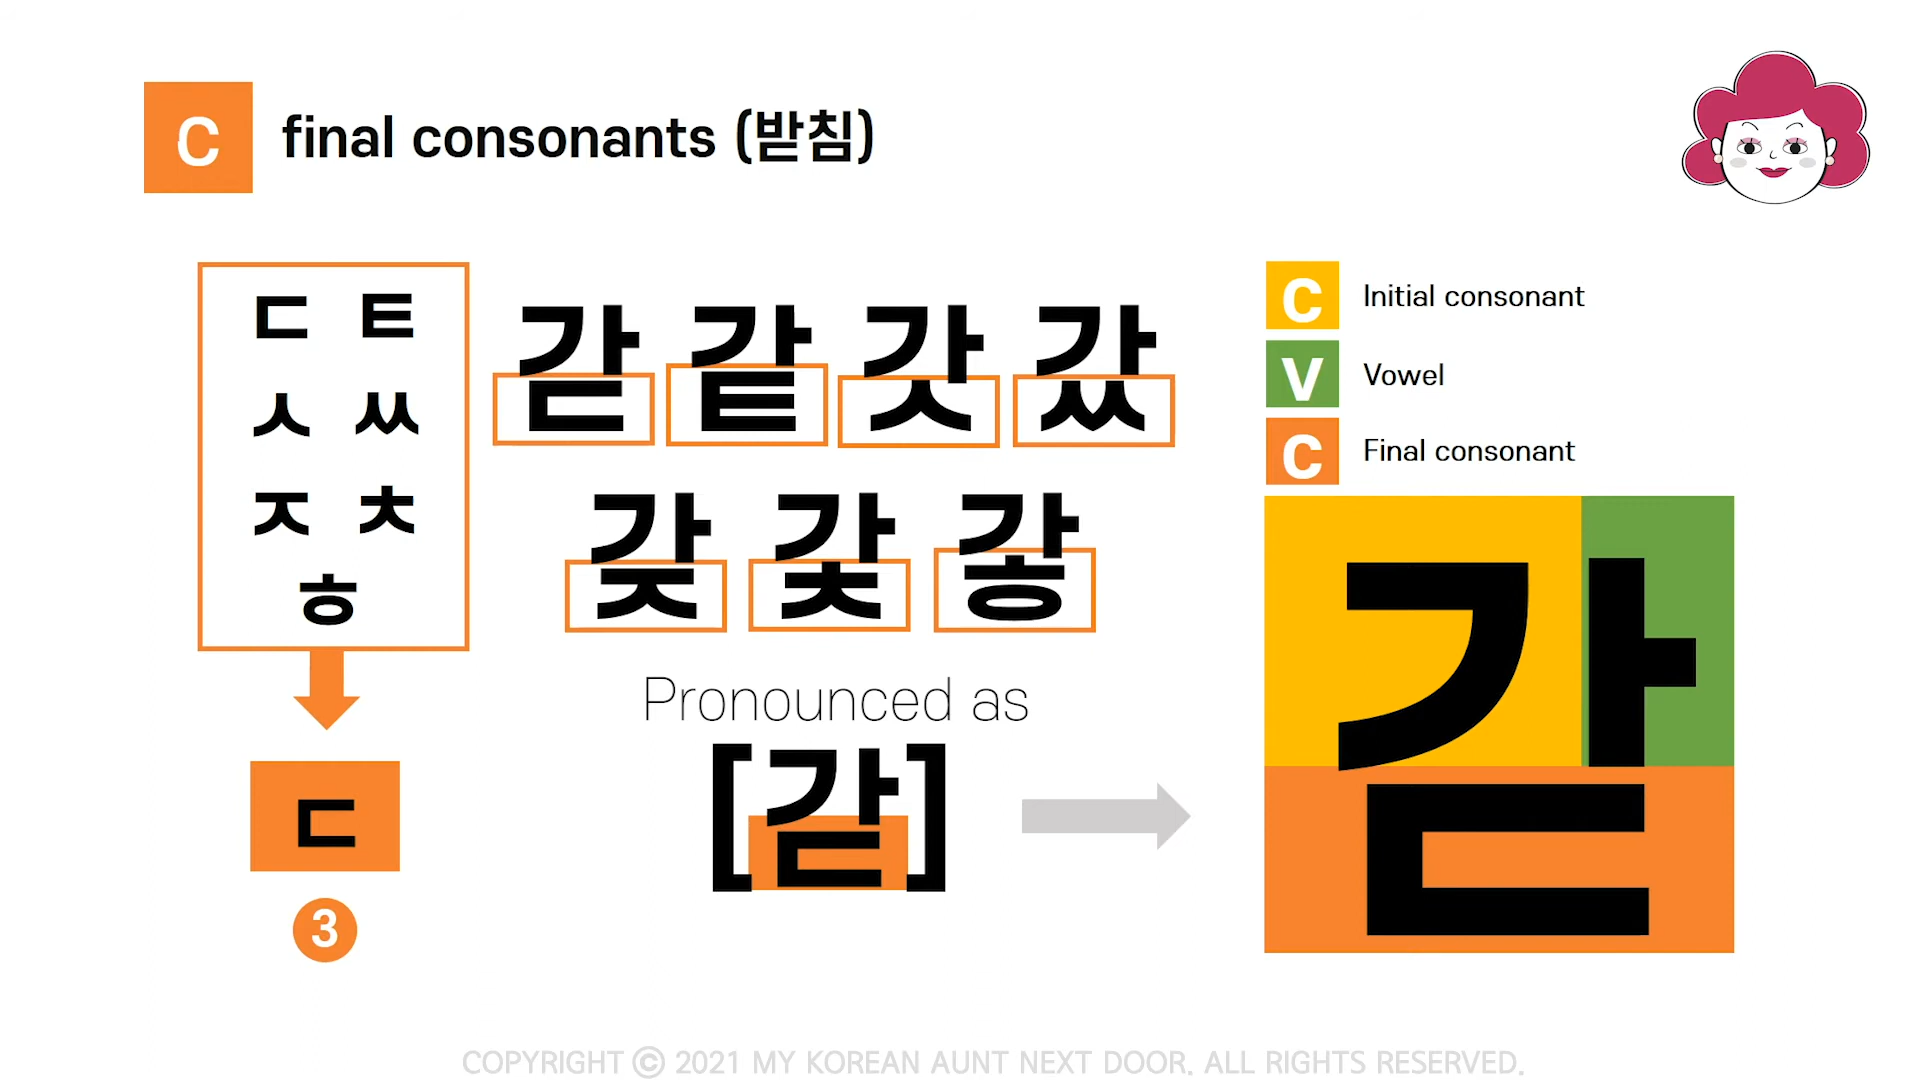 C final consonants (받침)
ㄷ ㅌ
ㅅ ㅆ
ㅈ ㅊ
ㅎ
ㄷ
3
갇 같 갓 갔
갖 갗 갛
Pronounced as
[갇]
C Initial consonant
V Vowel
C Final consonant
갇
COPYRIGHT © 2021 MY KOREAN AUNT NEXT DOOR. ALL RIGHTS RESERVED.